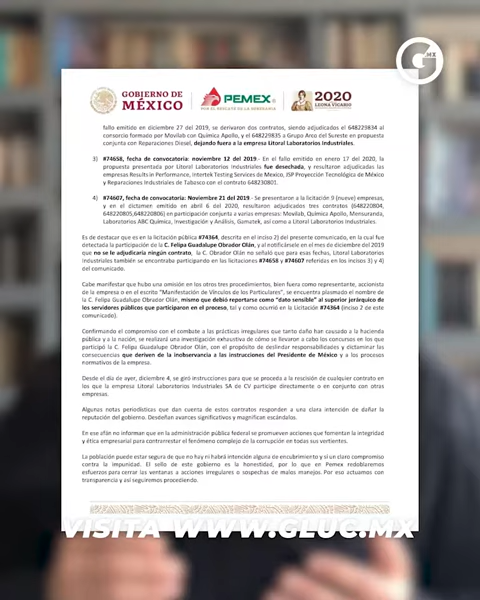 G.MX
GOBIERNO DE
MÉXICO
PEMEX
POR EL RESCATE DE LA SOBERANÍA
2020
LEONA VICARIO
fallo emitido en diciembre 27 del 2019, se derivaron dos contratos, siendo adjudicados el 648229834 al
consorcio formado por Movilab con Química Apollo, y el 648229835 a Grupo Arco del Sureste en propuesta
conjunta con Reparaciones Diesel, dejando fuera a la empresa Litoral Laboratorios Industriales.
3) #74658, fecha de convocatoria: noviembre 12 del 2019.- En el fallo emitido en enero 17 del 2020, la
propuesta presentada por Litoral Laboratorios Industriales fue desechada, y resultaron adjudicadas las
empresas Results in Performance, Intertek Testing Services de Mexico, JSP Proyección Tecnológica de México
y Reparaciones Industriales de Tabasco con el contrato 648230801.
4) #74607, fecha de convocatoria: Noviembre 21 del 2019 - Se presentaron a la licitación 9 (nueve) empresas,
y en el dictamen emitido en abril 6 del 2020, resultaron adjudicados tres contratos (648220804,
648220805,648220806) en participación conjunta a varias empresas: Movilab, Química Apollo, Mensuranda,
Laboratorios ABC Química, Investigación y Análisis, Gamatek, así como a Litoral Laboratorios Industriales.
Es de destacar que es en la licitación pública #74364, descrita en el inciso 2) del presente comunicado, en la cual fue
detectada la participación de la C. Felipa Guadalupe Obrador Olán, y al notificársele en el mes de diciembre del 2019
que no se le adjudicaría ningún contrato, la C. Obrador Olán no señaló que para esas fechas, Litoral Laboratorios
Industriales también se encontraba participando en las licitaciones #74658 y #74607 referidas en los incisos 3) y 4)
del comunicado.
Cabe manifestar que hubo una omisión en los otros tres procedimientos, bien fuera como representante, accionista
de la empresa o en el escrito "Manifestación de Vínculos de los Particulares", se encuentra plasmado el nombre de
la C. Felipa Guadalupe Obrador Olán, mismo que debió reportarse como "dato sensible" al superior jerárquico de
los servidores públicos que participaron en el proceso, tal y como ocurrió en la Licitación #74364 (inciso 2 de este
comunicado).
Confirmando el compromiso con el combate a las prácticas irregulares que tanto daño han causado a la hacienda
pública y a la nación, se realizará una investigación exhaustiva de cómo se llevaron a cabo los concursos en los que
participó la C. Felipa Guadalupe Obrador Olán, con el propósito de deslindar responsabilidades y dictaminar las
consecuencias que deriven de la inobservancia a las instrucciones del Presidente de México y a los procesos
normativos de la empresa.
Desde el día de ayer, diciembre 4, se giró instrucciones para que se proceda a la rescisión de cualquier contrato en
los que la empresa Litoral Laboratorios Industriales SA de CV participe directamente o en conjunto con otras
empresas.
Algunas notas periodísticas que dan cuenta de estos contratos responden a una clara intención de dañar la
reputación del gobierno. Desdeñan avances significativos y magnifican escándalos.
En ese afán no informan que en la administración pública federal se promueven acciones que fomentan la integridad
y ética empresarial para contrarrestar el fenómeno complejo de la corrupción en todas sus vertientes.
La población puede estar segura de que no hay ni habrá intención alguna de encubrimiento y sí un claro compromiso
contra la impunidad. El sello de este gobierno es la honestidad, por lo que en Pemex redoblaremos
esfuerzos para cerrar las ventanas a acciones irregulares o sospechas de malos manejos. Por eso actuamos con
transparencia y así seguiremos procediendo.
VISITA WWW.GLUC.MX